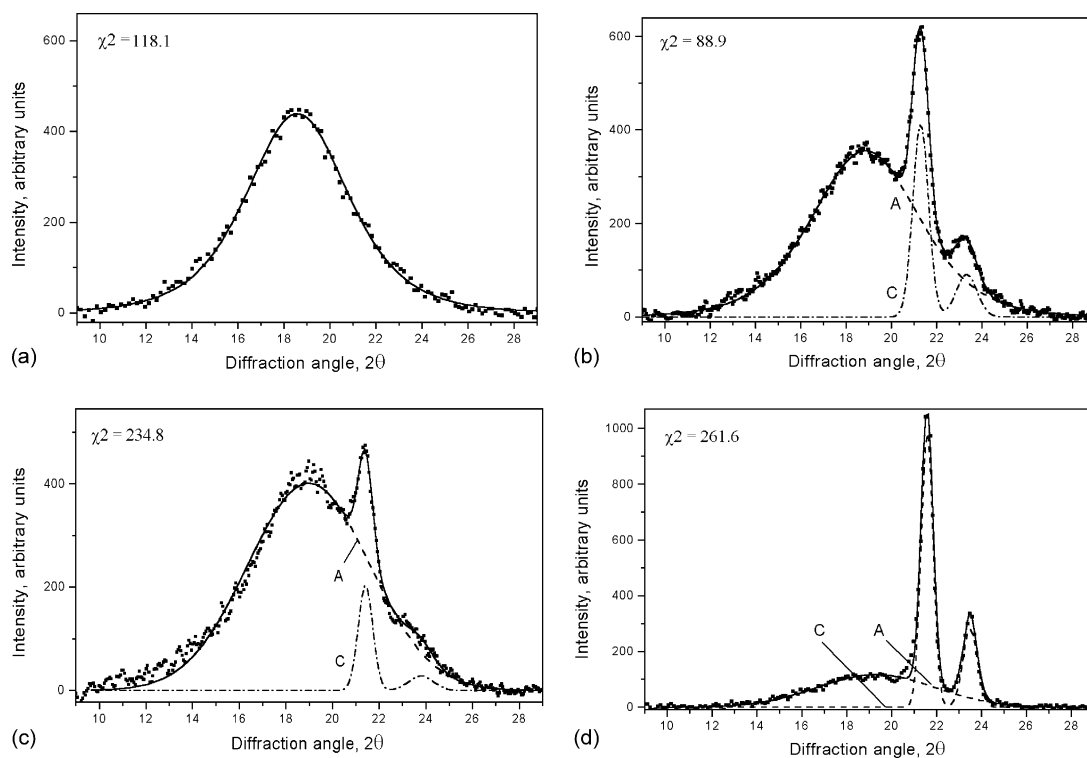 χ2 = 118.1
Intensity, arbitrary units
600
400
200
0
10 12 14 16 18 20 22 24 26 28
Diffraction angle, 2θ
(a)
χ2 = 88.9
Intensity, arbitrary units
600
400
200
0
A
C
10 12 14 16 18 20 22 24 26 28
Diffraction angle, 2θ
(b)
χ2 = 234.8
Intensity, arbitrary units
400
200
0
A
C
10 12 14 16 18 20 22 24 26 28
Diffraction angle, 2θ
(c)
χ2 = 261.6
Intensity, arbitrary units
1000
800
600
400
200
0
C A
10 12 14 16 18 20 22 24 26 28
Diffraction angle, 2θ
(d)